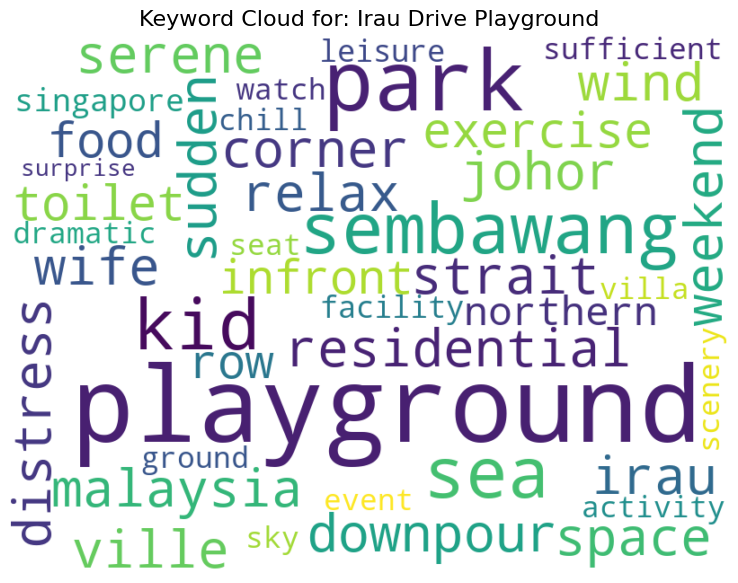 Keyword Cloud for: Irau Drive Playground
serene
leisure
park
sufficient
singapore
watch
wind
food
sudden
chill
corner
exercise
weekend
surprise
toilet
relax
johor
dramatic
seat
sembawang
wife
infront
strait
villa
distress
kid
facility
northern
row
residential
scenery
playground
ground
sea
irau
malaysia
event
activity
ville
sky
downpour
space